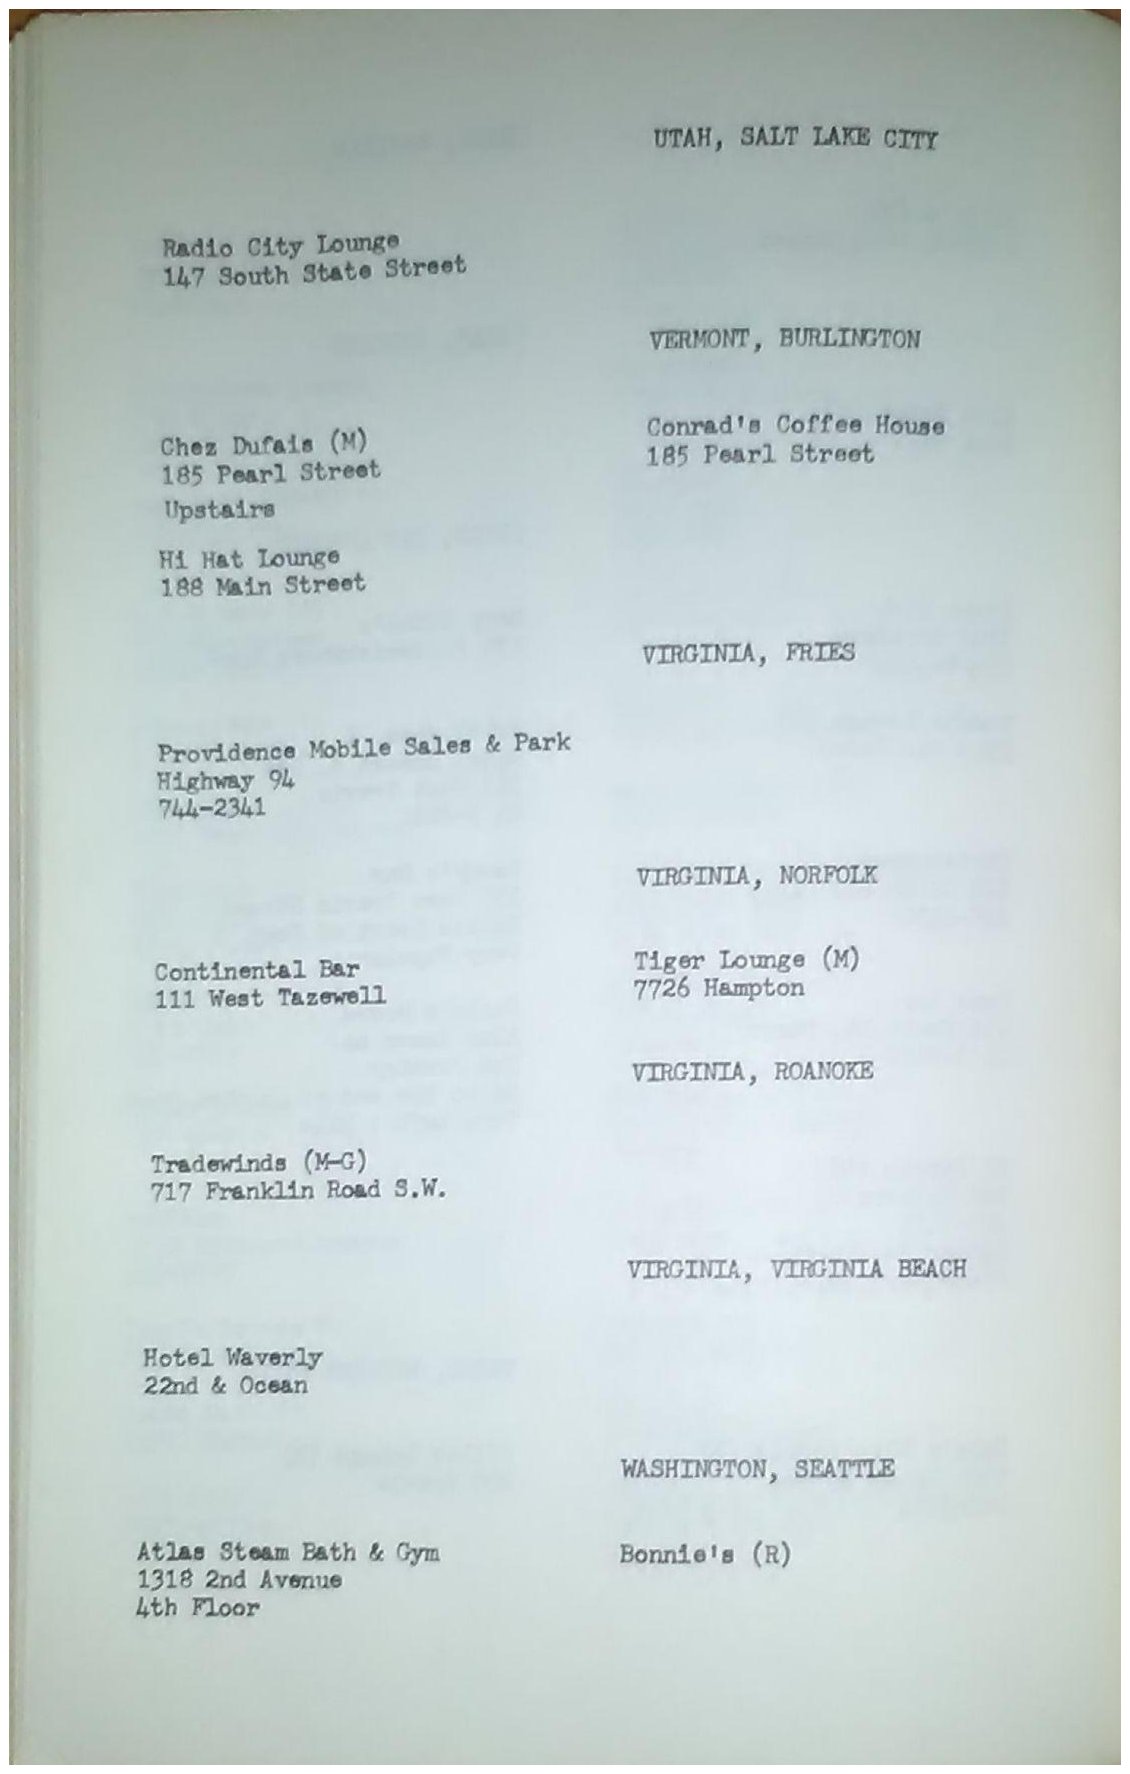 UTAH, SALT LAKE CITY
Radio City Lounge
147 South State Street
VERMONT, BURLINGTON
Chez Dufais (M)
185 Pearl Street
Upstairs
Conrad's Coffee House
185 Pearl Street
Hi Hat Lounge
188 Main Street
VIRGINIA, FRIES
Providence Mobile Sales & Park
Highway 94
744-2341
VIRGINIA, NORFOLK
Continental Bar
111 West Tazewell
Tiger Lounge (M)
7726 Hampton
VIRGINIA, ROANOKE
Tradewinds (M-G)
717 Franklin Road S.W.
VIRGINIA, VIRGINIA BEACH
Hotel Waverly
22nd & Ocean
WASHINGTON, SEATTLE
Atlas Steam Bath & Gym
1318 2nd Avenue
4th Floor
Bonnie's (R)